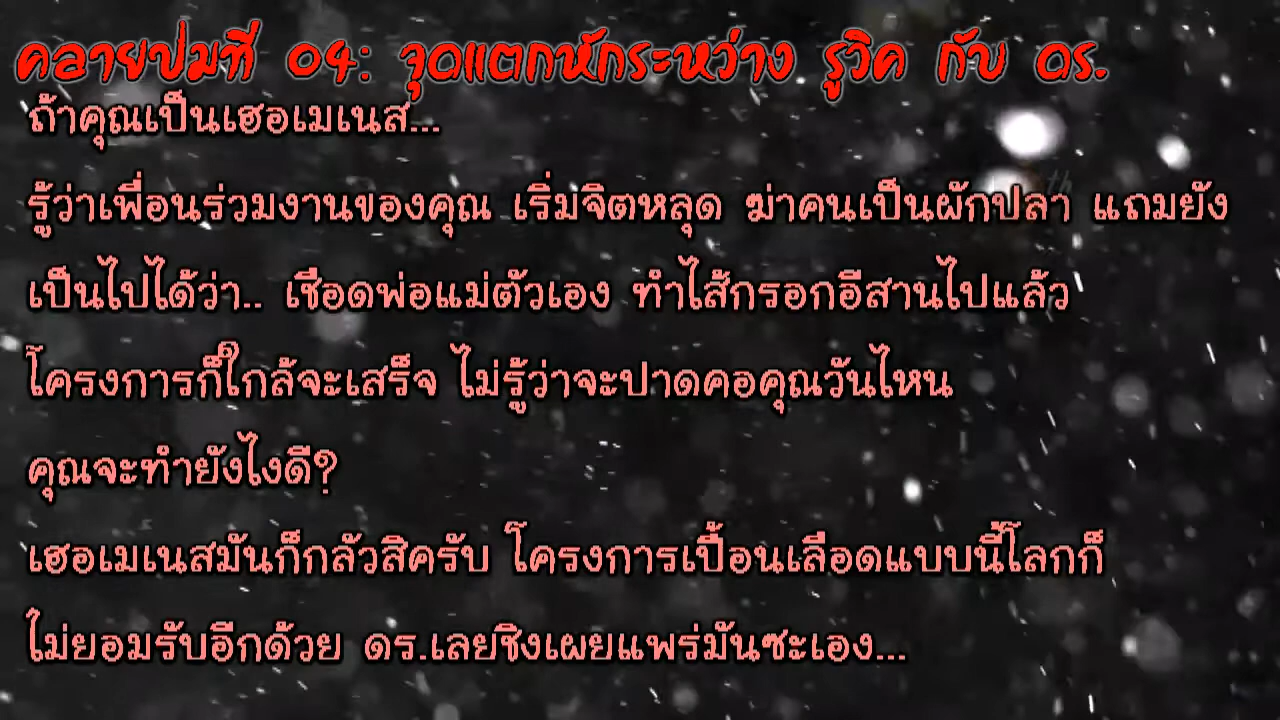 คลายปมที่ 04: จุดแตกหักระหว่าง รูวิค กับ ดร.
ถ้าคุณเป็นเฮอเมเนส...
รู้ว่าเพื่อนร่วมงานของคุณ เริ่มจิตหลุด ฆ่าคนเป็นผักปลา แถมยัง
เป็นไปได้ว่า.. เชือดพ่อแม่ตัวเอง ทำไส้กรอกอีสานไปแล้ว
โครงการก็ใกล้จะเสร็จ ไม่รู้ว่าจะปาดคอคุณวันไหน
คุณจะทำยังไงดี?
เฮอเมเนสมันก็กลัวสิครับ โครงการเปื้อนเลือดแบบนี้โลกก็
ไม่ยอมรับอีกด้วย ดร.เลยชิงเผยแพร่มันซะเอง...